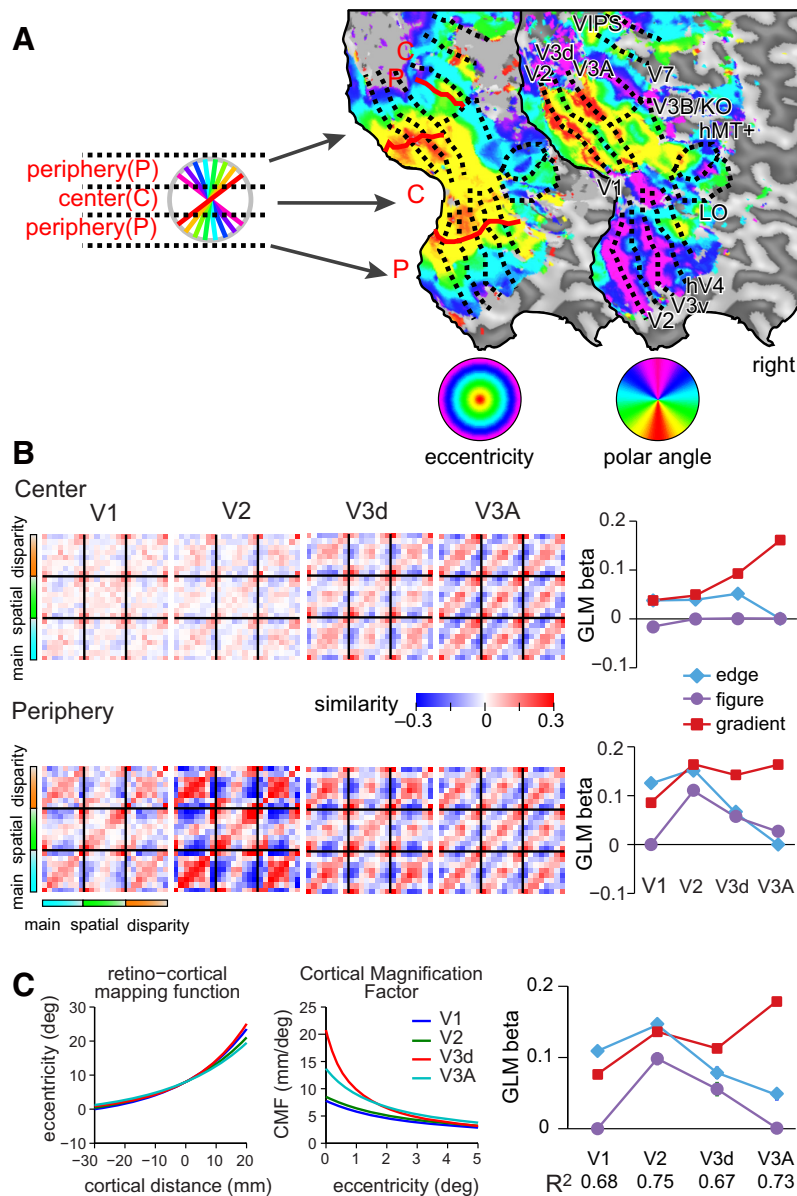 A
periphery(P)
center(C)
periphery(P)
C
P
C
P
VIPS
V3d
V2
V3A
V7
V3B/KO
hMT+
V1
LO
hV4
V3v
V2
right
eccentricity
polar angle
B
Center
V1 V2 V3d V3A
main spatial disparity
GLM beta
0.2
0.1
0
−0.1
similarity
−0.3 0 0.3
edge
figure
gradient
Periphery
main spatial disparity
main spatial disparity
GLM beta
0.2
0.1
0
−0.1
V1 V2 V3d V3A
C
retino−cortical
mapping function
eccentricity (deg)
30
20
10
0
−10
−30 −20 −10 0 10 20
cortical distance (mm)
Cortical Magnification
Factor
CMF (mm/deg)
25
20
15
10
5
0
0 1 2 3 4 5
eccentricity (deg)
V1
V2
V3d
V3A
GLM beta
0.2
0.1
0
V1 V2 V3d V3A
R2 0.68 0.75 0.67 0.73